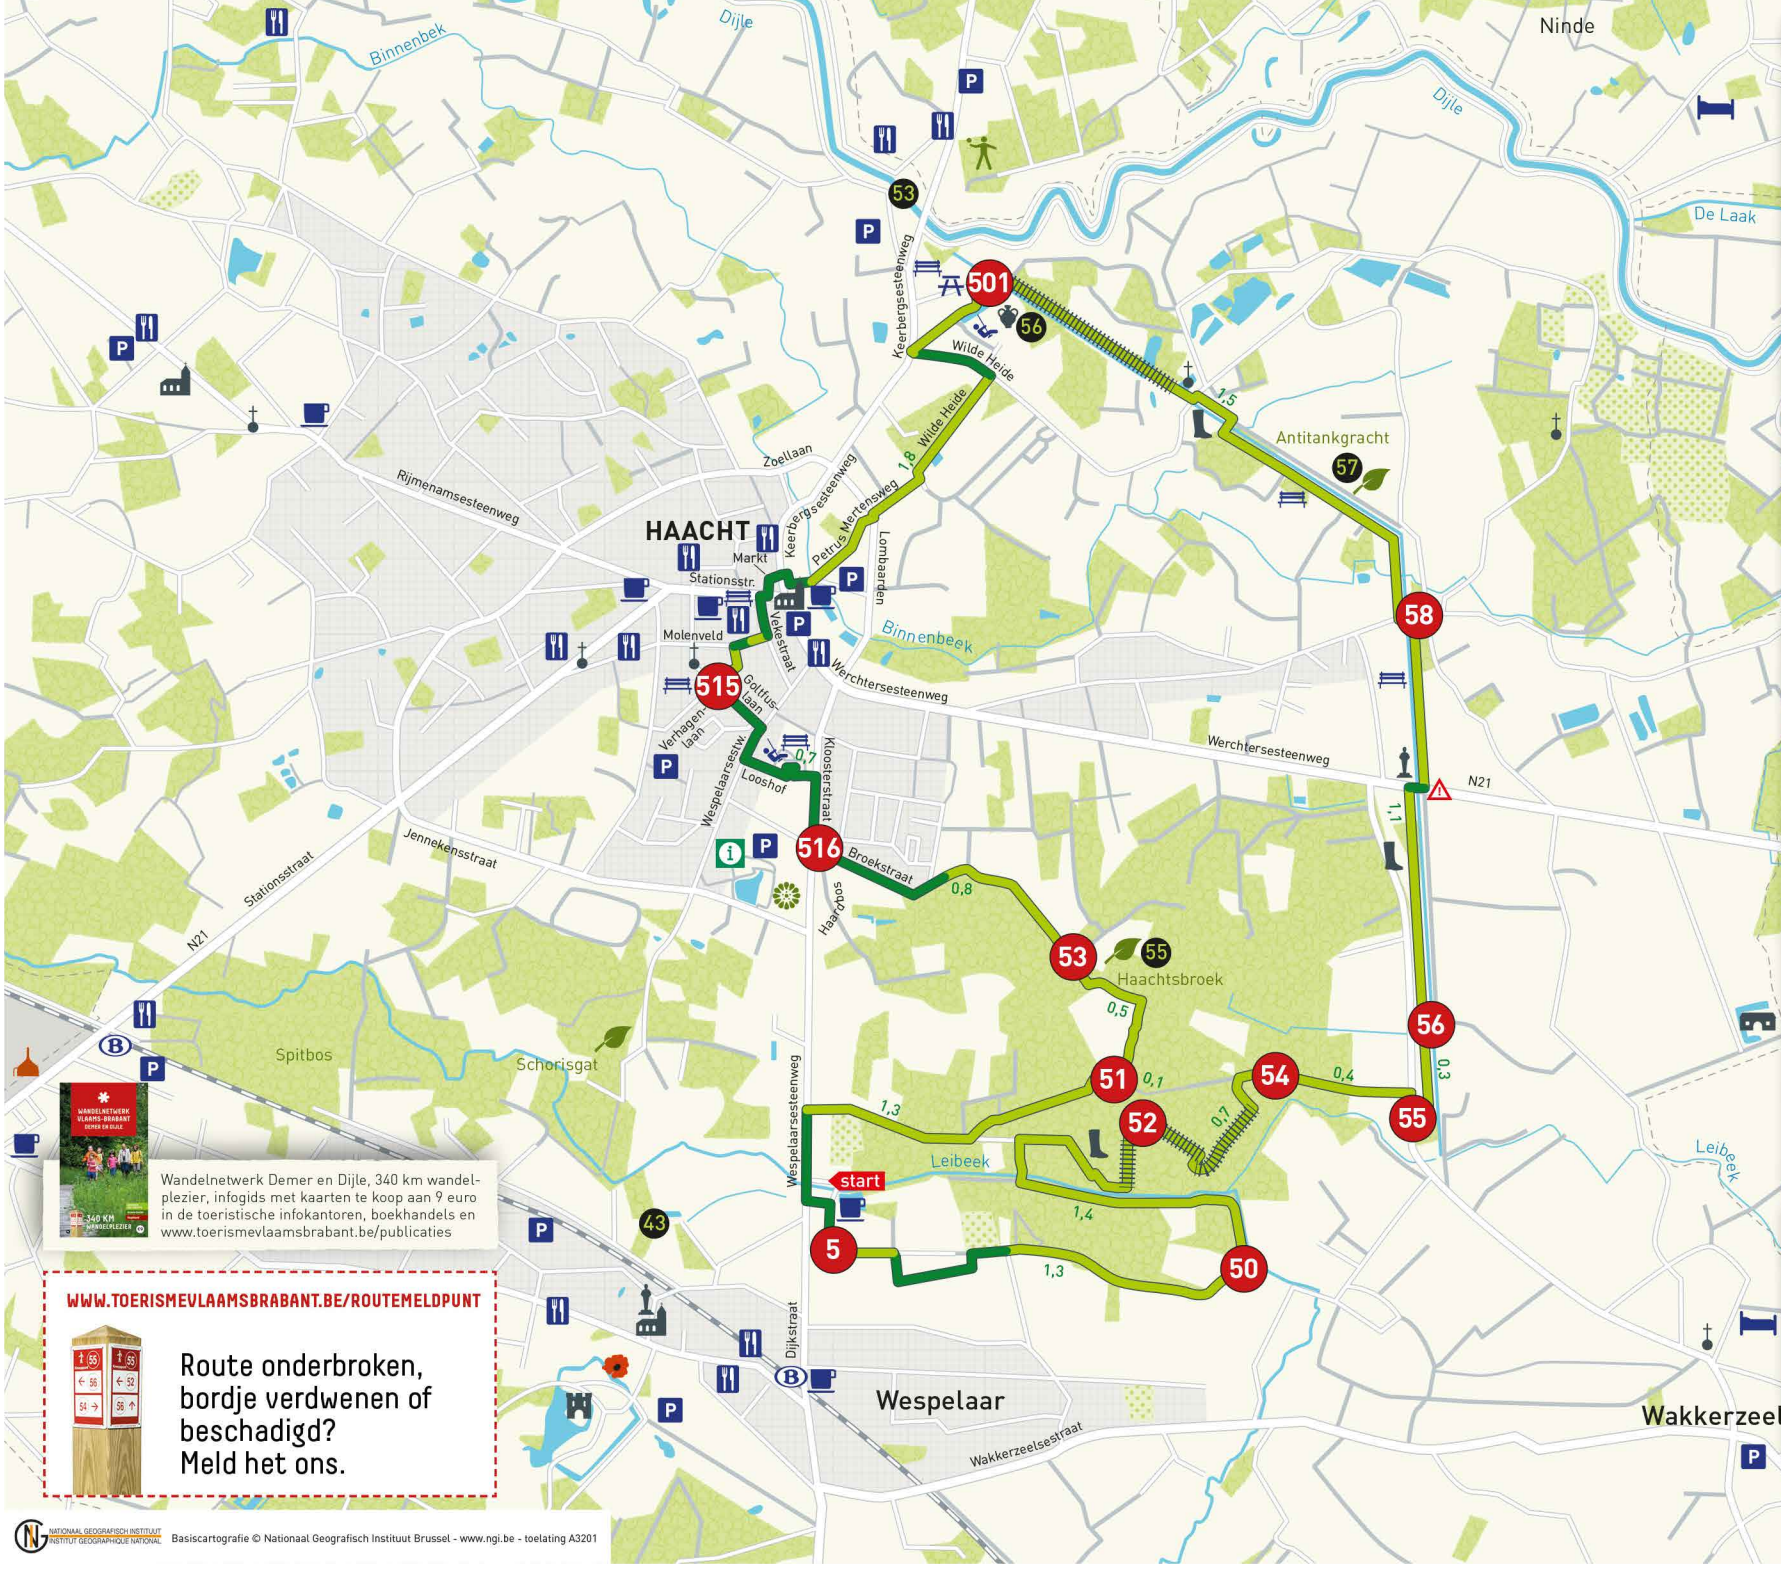 Ninde
Binnenbek
Dijle
Dijle
De Laak
P
53
P
501
Keerbergsesteenweg
56
Wilde Heide
P
1,5
Antitankgracht
57
Wilde Heide
1,8
Zoellaan
Rijmenamsesteenweg
Keerbergsesteenweg
Petrus Mertensweg
HAACHT
Markt
Stationsstr.
P
Lombaarden
58
Molenveld
Vekestraat
P
Binnenbeek
Werchtersesteenweg
515
Goltfus-
laan
Verhagen-
laan
P
Wespelaarsestw.
0,7
Looshof
Kloosterstraat
Werchtersesteenweg
N21
1,1
Jennekensstraat
Stationsstraat
N21
i
P
516
Broekstraat
0,8
Haardbos
53
55
Haachtsbroek
0,5
56
Spitbos
Schorisgat
B
P
Wespelaarsesteenweg
51
0,1
54
0,4
0,3
1,3
52
0,7
55
Leibeek
Leibeek
start
1,4
5
1,3
50
43
P
WANDELNETWERK
VLAAMS-BRABANT
DEMER EN DIJLE
340 KM
WANDELPLEZIER
Wandelnetwerk Demer en Dijle, 340 km wandel-
plezier, infogids met kaarten te koop aan 9 euro
in de toeristische infokantoren, boekhandels en
www.toerismevlaamsbrabant.be/publicaties
WWW.TOERISMEVLAAMSBRABANT.BE/ROUTEMELDPUNT
55
55
← 56
← 52
54 →
56 ↑
Route onderbroken,
bordje verdwenen of
beschadigd?
Meld het ons.
Dijkstraat
B
P
Wespelaar
Wakkerzeelsestraat
Wakkerzeel
P
NATIONAAL GEOGRAFISCH INSTITUUT
INSTITUT GEOGRAPHIQUE NATIONAL
Basiscartografie © Nationaal Geografisch Instituut Brussel - www.ngi.be - toelating A3201